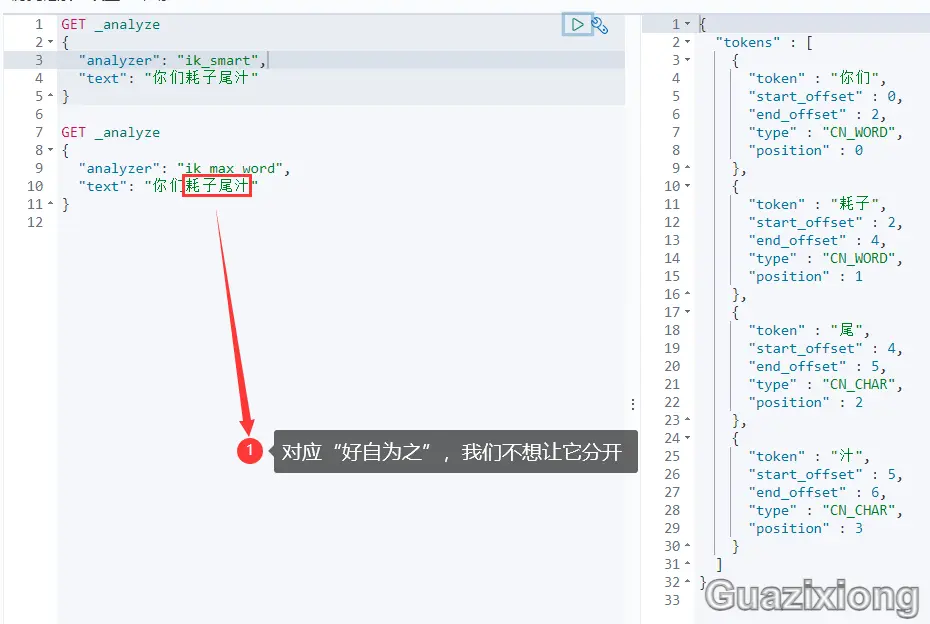 1 GET _analyze
2 {
3 "analyzer": "ik_smart",
4 "text": "你们耗子尾汁"
5 }
6
7 GET _analyze
8 {
9 "analyzer": "ik_max_word",
10 "text": "你们耗子尾汁"
11 }
12
1 对应“好自为之”，我们不想让它分开
1 {
2 "tokens" : [
3 {
4 "token" : "你们",
5 "start_offset" : 0,
6 "end_offset" : 2,
7 "type" : "CN_WORD",
8 "position" : 0
9 },
10 {
11 "token" : "耗子",
12 "start_offset" : 2,
13 "end_offset" : 4,
14 "type" : "CN_WORD",
15 "position" : 1
16 },
17 {
18 "token" : "尾",
19 "start_offset" : 4,
20 "end_offset" : 5,
21 "type" : "CN_CHAR",
22 "position" : 2
23 },
24 {
25 "token" : "汁",
26 "start_offset" : 5,
27 "end_offset" : 6,
28 "type" : "CN_CHAR",
29 "position" : 3
30 }
31 ]
32 }
33
Guazixiong